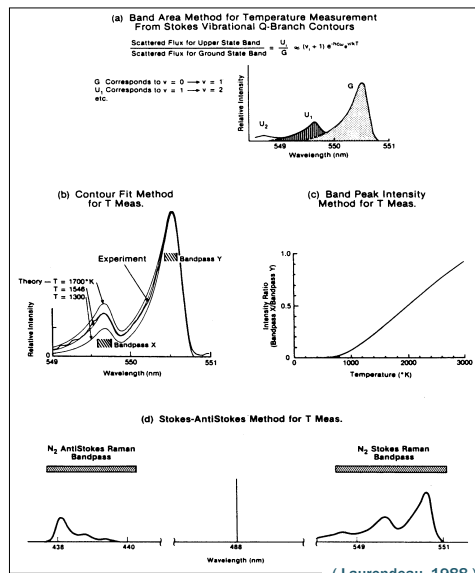 (a) Band Area Method for Temperature Measurement
From Stokes Vibrational Q-Branch Contours
Scattered Flux for Upper State Band
Scattered Flux for Ground State Band
U₁
G
G Corresponds to v = 0 → v = 1
U₁ Corresponds to v = 1 → v = 2
etc.
Relative Intensity
U₂
U₁
G
549
550
551
Wavelength (nm)
(b) Contour Fit Method
for T Meas.
Experiment
Bandpass Y
Theory — T = 1700°K
T = 1546
T = 1300
Bandpass X
Relative Intensity
549
550
551
Wavelength (nm)
(c) Band Peak Intensity
Method for T Meas.
Intensity Ratio
(Bandpass X/Bandpass Y)
1.0
0.5
0
0
1000
2000
3000
Temperature (°K)
(d) Stokes-AntiStokes Method for T Meas.
N₂ AntiStokes Raman
Bandpass
N₂ Stokes Raman
Bandpass
438
440
488
549
551
Wavelength (nm)